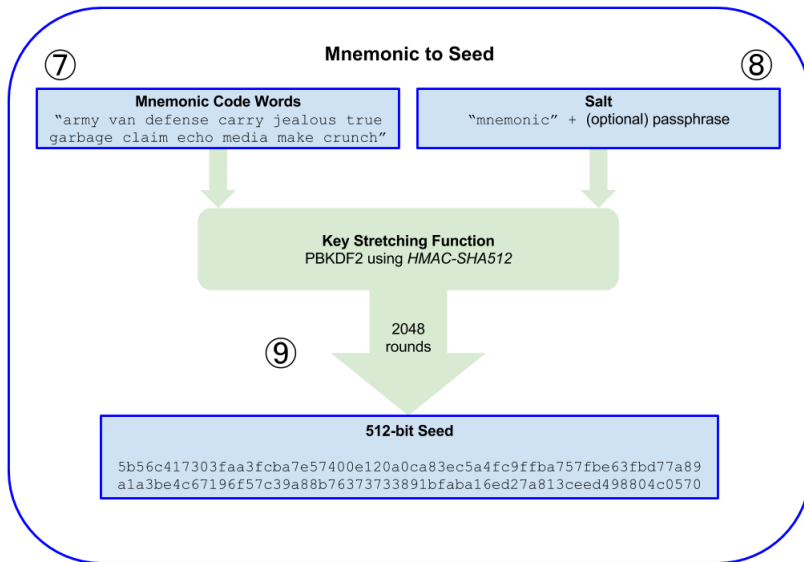 Mnemonic to Seed
⑦
⑧
Mnemonic Code Words
“army van defense carry jealous true
garbage claim echo media make crunch”
Salt
“mnemonic” + (optional) passphrase
Key Stretching Function
PBKDF2 using HMAC-SHA512
2048
rounds
⑨
512-bit Seed
5b56c417303faa3fcba7e57400e120a0ca83ec5a4fc9ffba757fbe63fbd77a89
a1a3be4c67196f57c39a88b76373733891bfaba16ed27a813ceed498804c0570